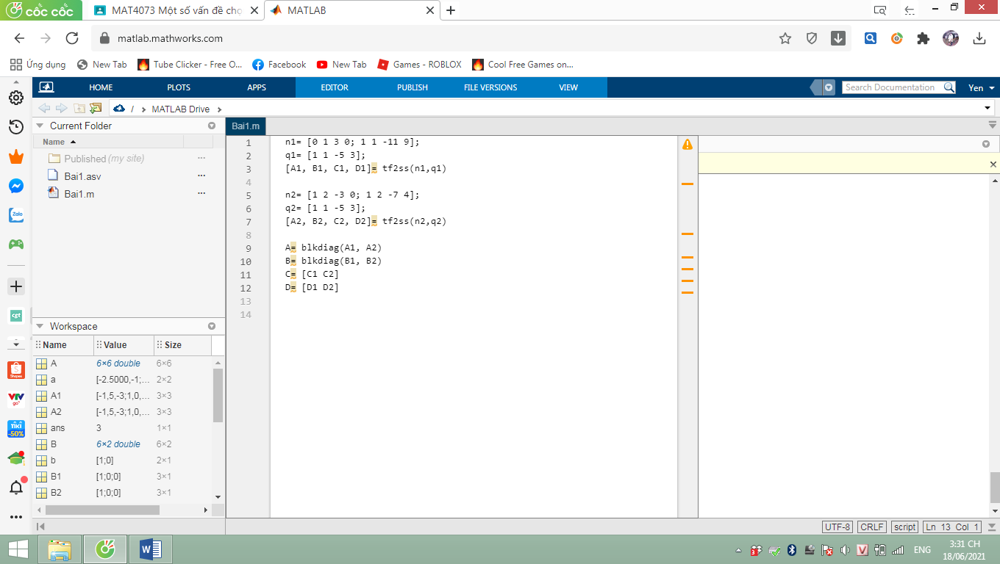 cốc cốc
MAT4073 Một số vấn đề chọ
MATLAB
matlab.mathworks.com
Ứng dụng
New Tab
Tube Clicker - Free O...
Facebook
New Tab
Games - ROBLOX
Cool Free Games on...
HOME
PLOTS
APPS
EDITOR
PUBLISH
FILE VERSIONS
VIEW
Search Documentation
Yen
/ › MATLAB Drive ›
Current Folder
Name
Published (my site)
Bai1.asv
Bai1.m
Bai1.m
1 n1= [0 1 3 0; 1 1 -11 9];
2 q1= [1 1 -5 3];
3 [A1, B1, C1, D1]= tf2ss(n1,q1)
4
5 n2= [1 2 -3 0; 1 2 -7 4];
6 q2= [1 1 -5 3];
7 [A2, B2, C2, D2]= tf2ss(n2,q2)
8
9 A= blkdiag(A1, A2)
10 B= blkdiag(B1, B2)
11 C= [C1 C2]
12 D= [D1 D2]
13
14
Workspace
Name Value Size
A 6×6 double 6×6
a [-2.5000,-1;... 2×2
A1 [-1,5,-3;1,0,... 3×3
A2 [-1,5,-3;1,0,... 3×3
ans 3 1×1
B 6×2 double 6×2
b [1;0] 2×1
B1 [1;0;0] 3×1
B2 [1;0;0] 3×1
Zalo
cgt
Shopee
VTV
go
TIKI
-50%
UTF-8
CRLF
script
Ln 13 Col 1
ENG
3:31 CH
18/06/2021